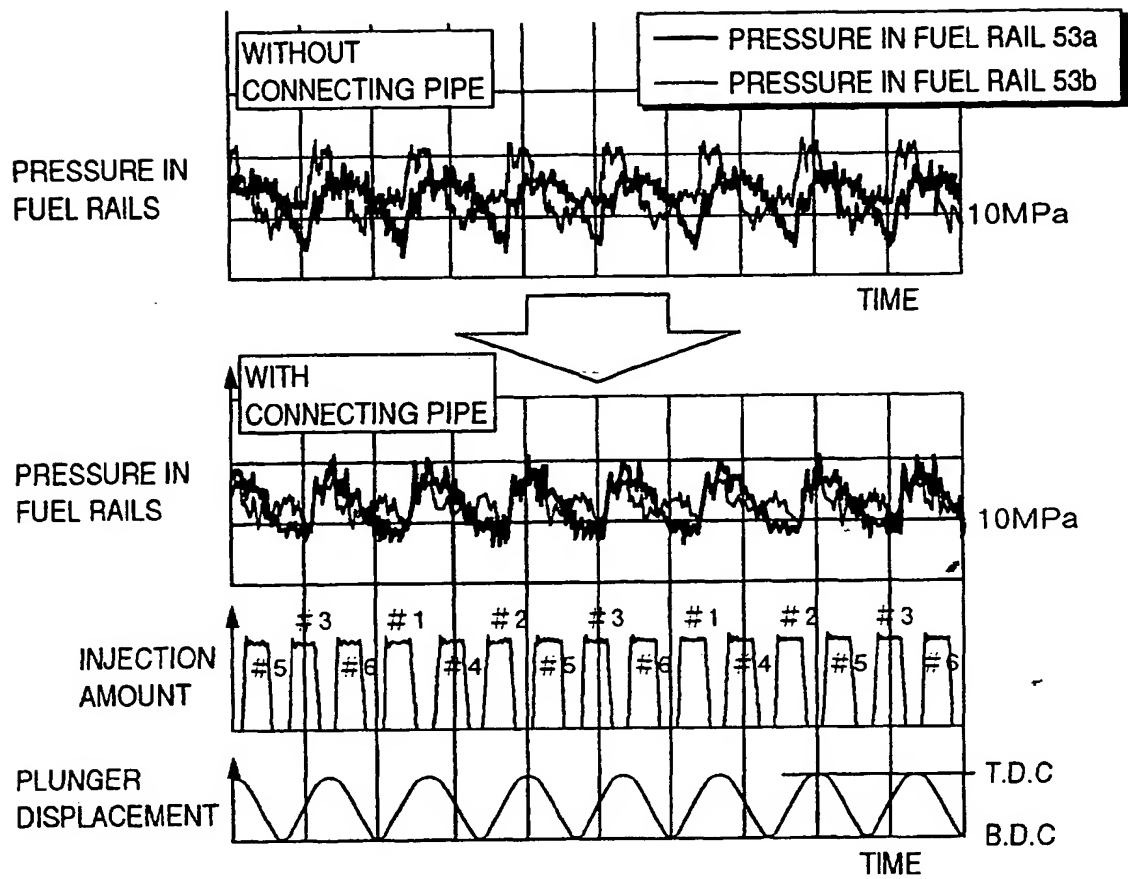 WITHOUT
CONNECTING PIPE
PRESSURE IN FUEL RAIL 53a
PRESSURE IN FUEL RAIL 53b
PRESSURE IN
FUEL RAILS
10MPa
TIME
WITH
CONNECTING PIPE
PRESSURE IN
FUEL RAILS
10MPa
#3 #1 #2 #3 #1 #2 #3
INJECTION
AMOUNT
#5 #6 #4 #5 #6 #4 #5 #6
PLUNGER
DISPLACEMENT
T.D.C
B.D.C
TIME